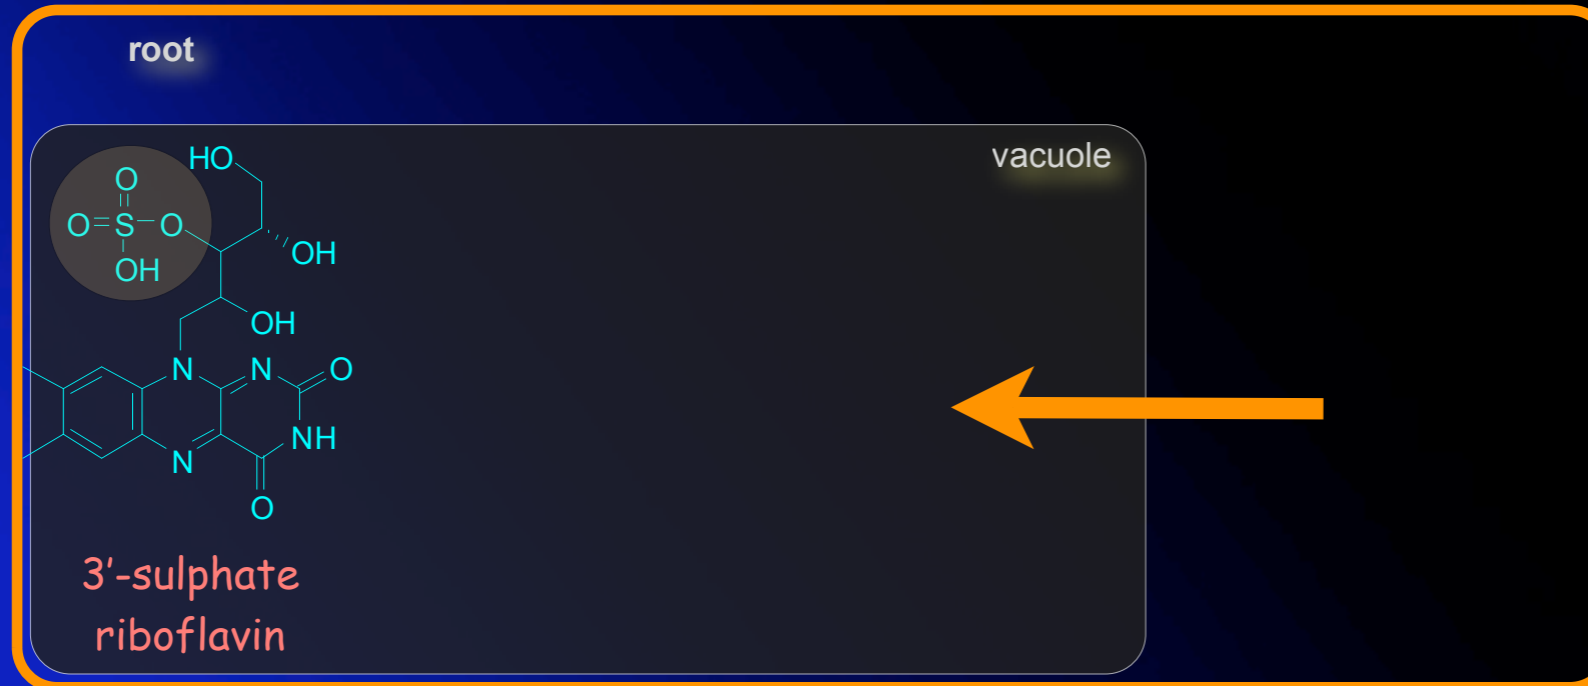 root
vacuole
HO
O
O=S-O
OH
OH
OH
N
N
O
NH
N
O
3'-sulphate
riboflavin